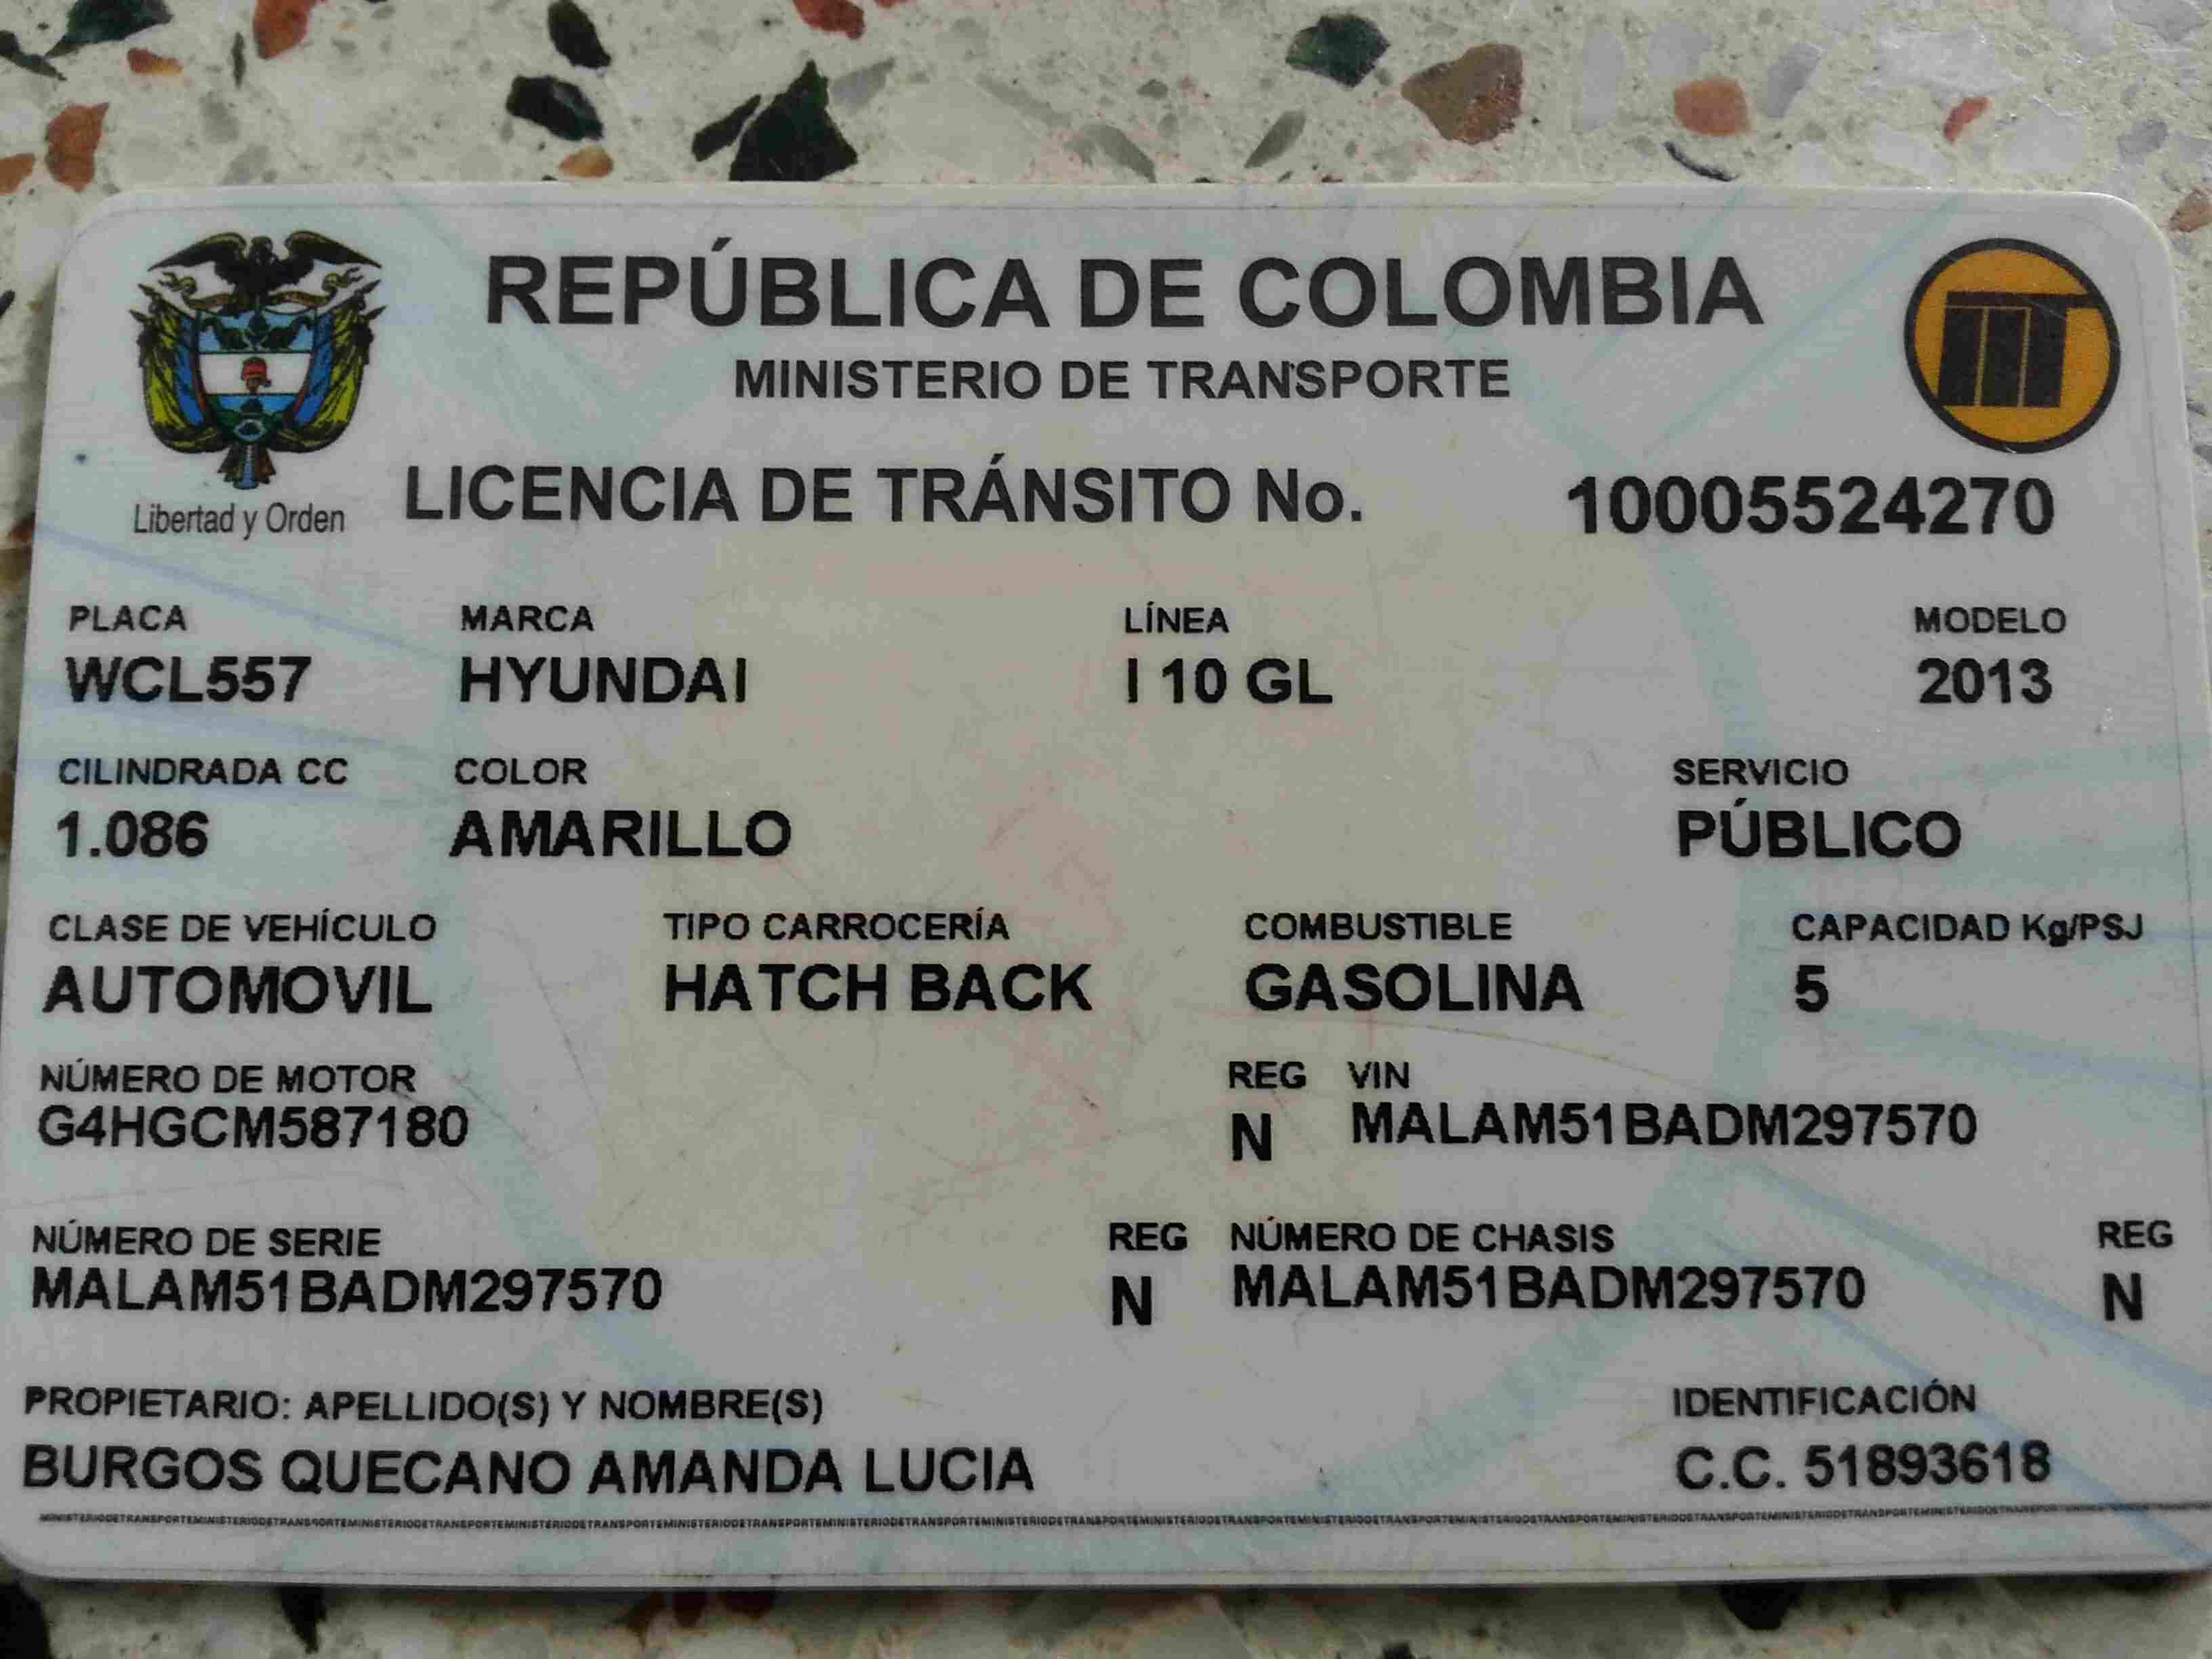 REPÚBLICA DE COLOMBIA
MINISTERIO DE TRANSPORTE
Libertad y Orden
LICENCIA DE TRÁNSITO No. 10005524270
PLACA MARCA LÍNEA MODELO
WCL557 HYUNDAI I 10 GL 2013
CILINDRADA CC COLOR SERVICIO
1.086 AMARILLO PÚBLICO
CLASE DE VEHÍCULO TIPO CARROCERÍA COMBUSTIBLE CAPACIDAD Kg/PSJ
AUTOMOVIL HATCH BACK GASOLINA 5
NÚMERO DE MOTOR REG VIN
G4HGCM587180 N MALAM51BADM297570
NÚMERO DE SERIE REG NÚMERO DE CHASIS REG
MALAM51BADM297570 N MALAM51BADM297570 N
PROPIETARIO: APELLIDO(S) Y NOMBRE(S) IDENTIFICACIÓN
BURGOS QUECANO AMANDA LUCIA C.C. 51893618